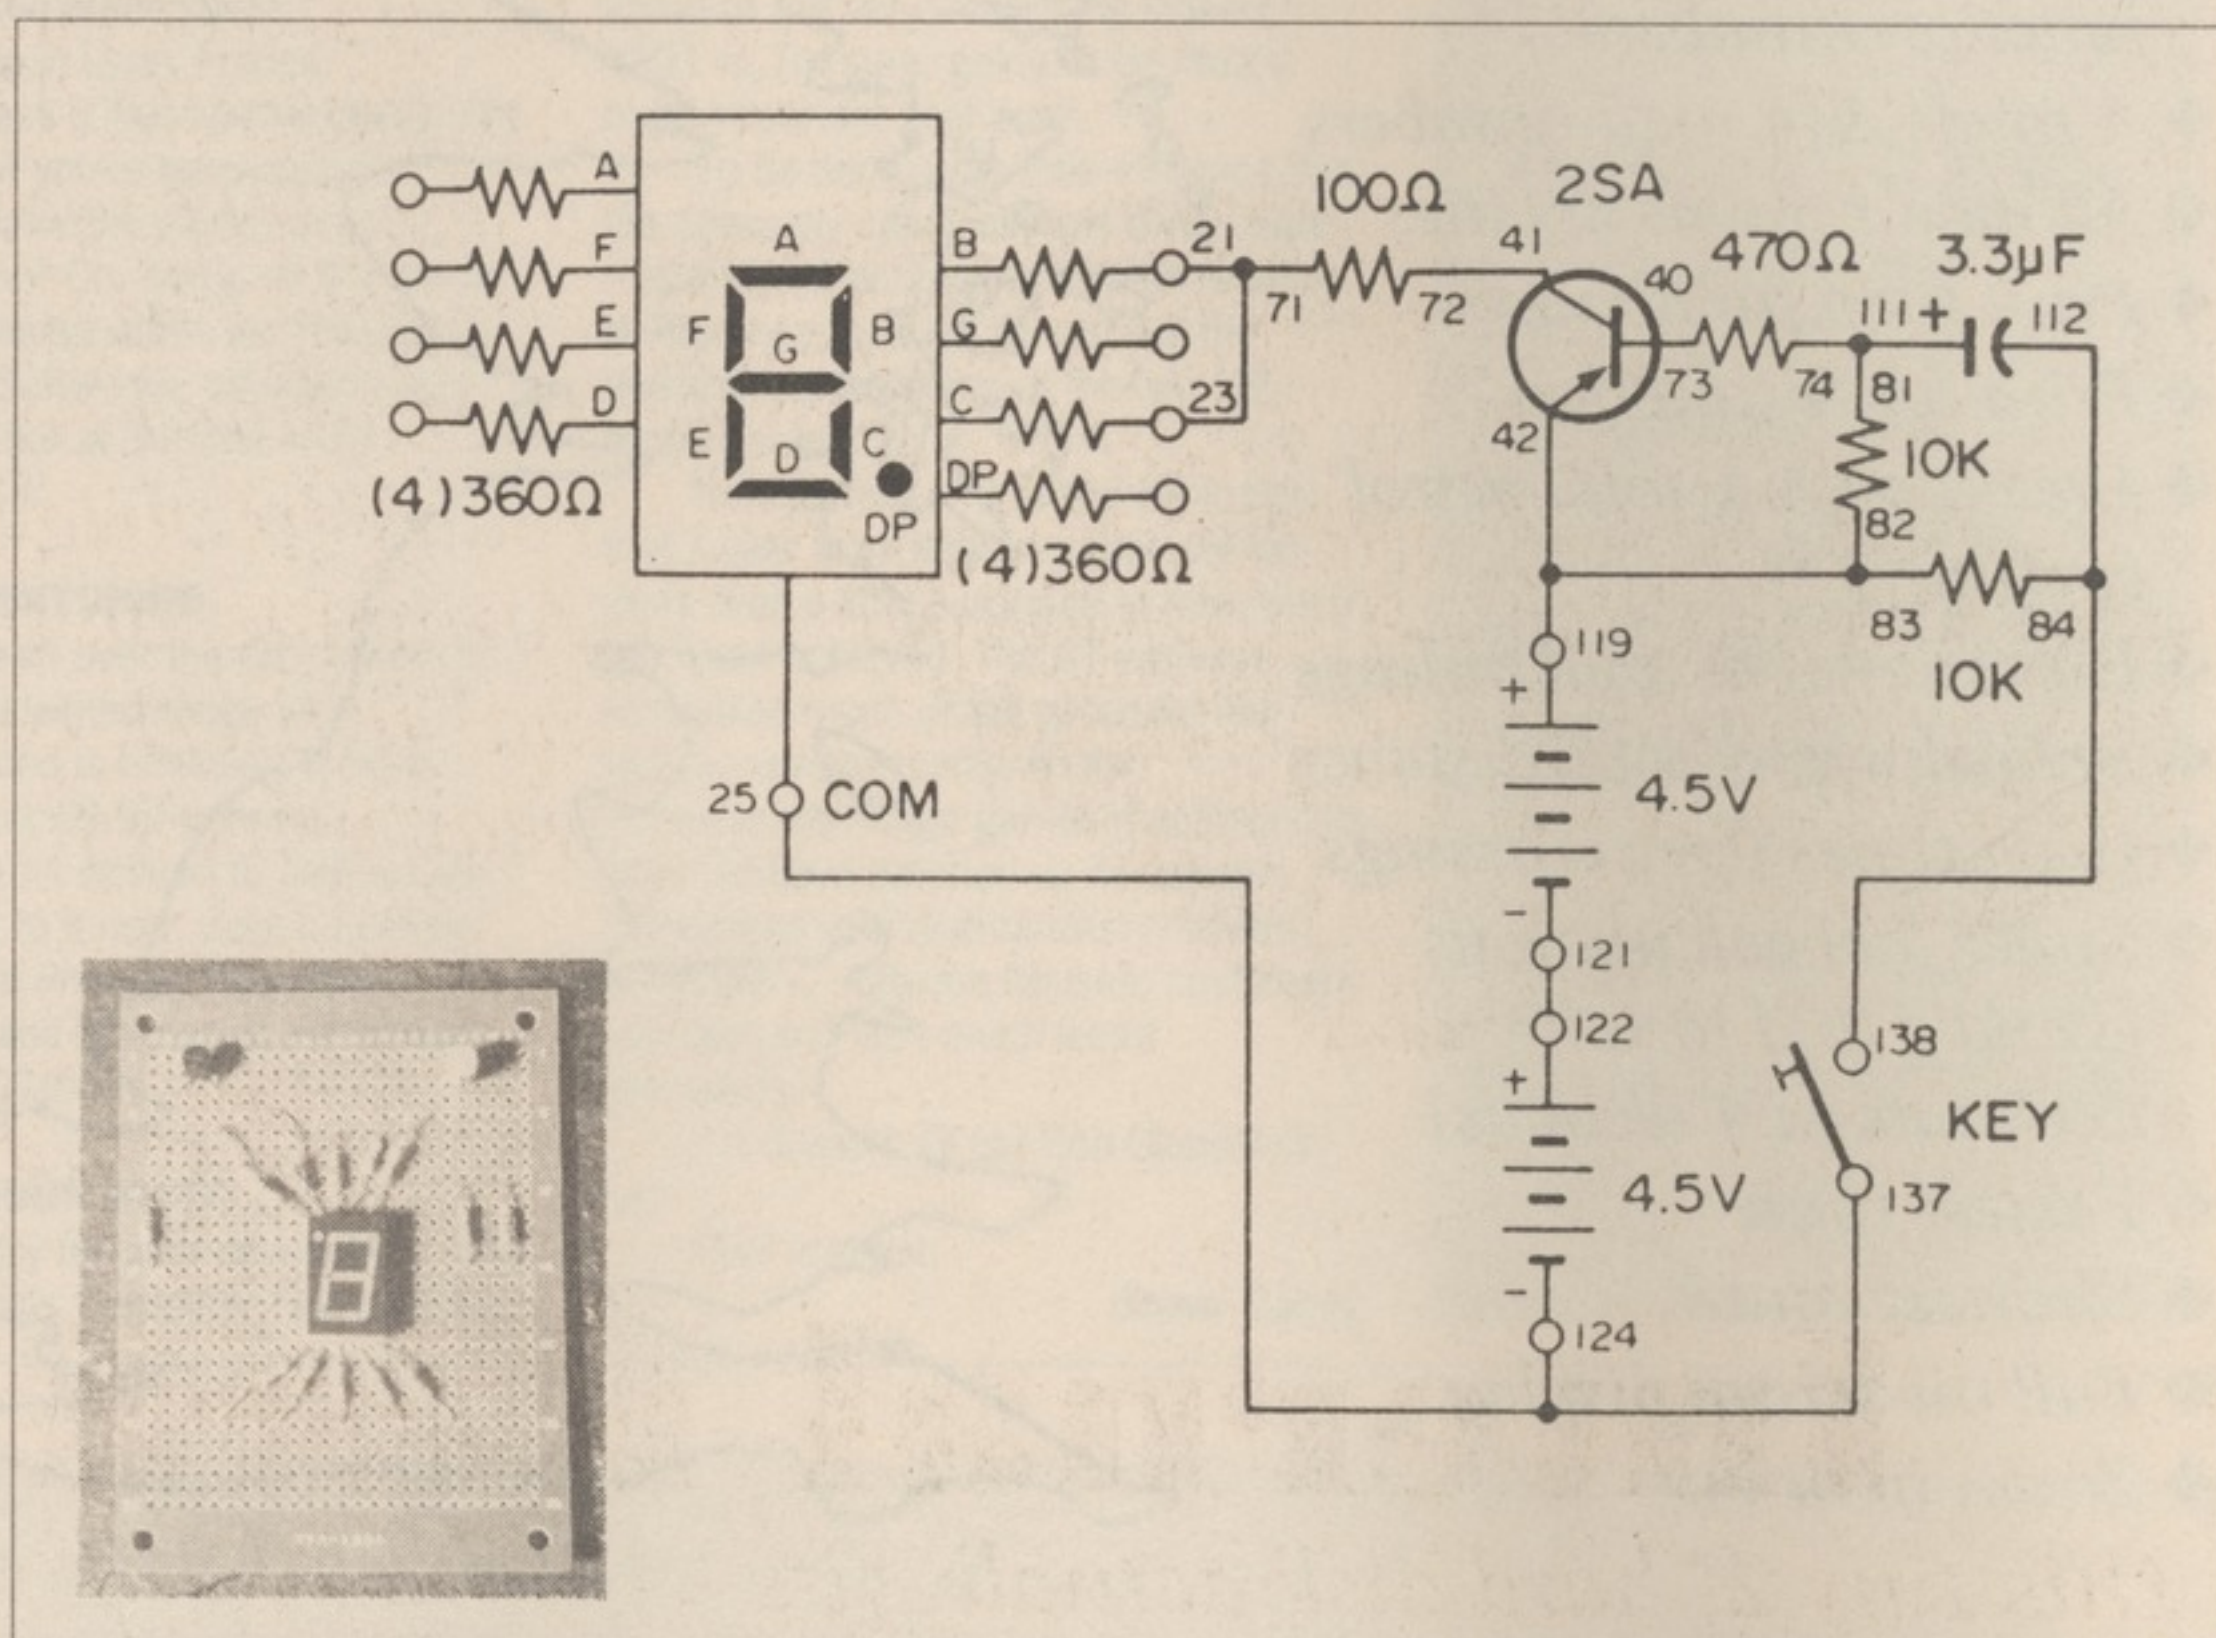 A
F
E
D
(4)360Ω
A
F
B
G
E
D
C
DP
B
G
C
DP
(4)360Ω
21
23
71
100Ω
72
2SA
41
40
42
470Ω
73
74
3.3μF
111 +
112
81
10K
82
83
84
10K
119
+
4.5V
-
121
122
+
4.5V
-
124
25
COM
138
KEY
137